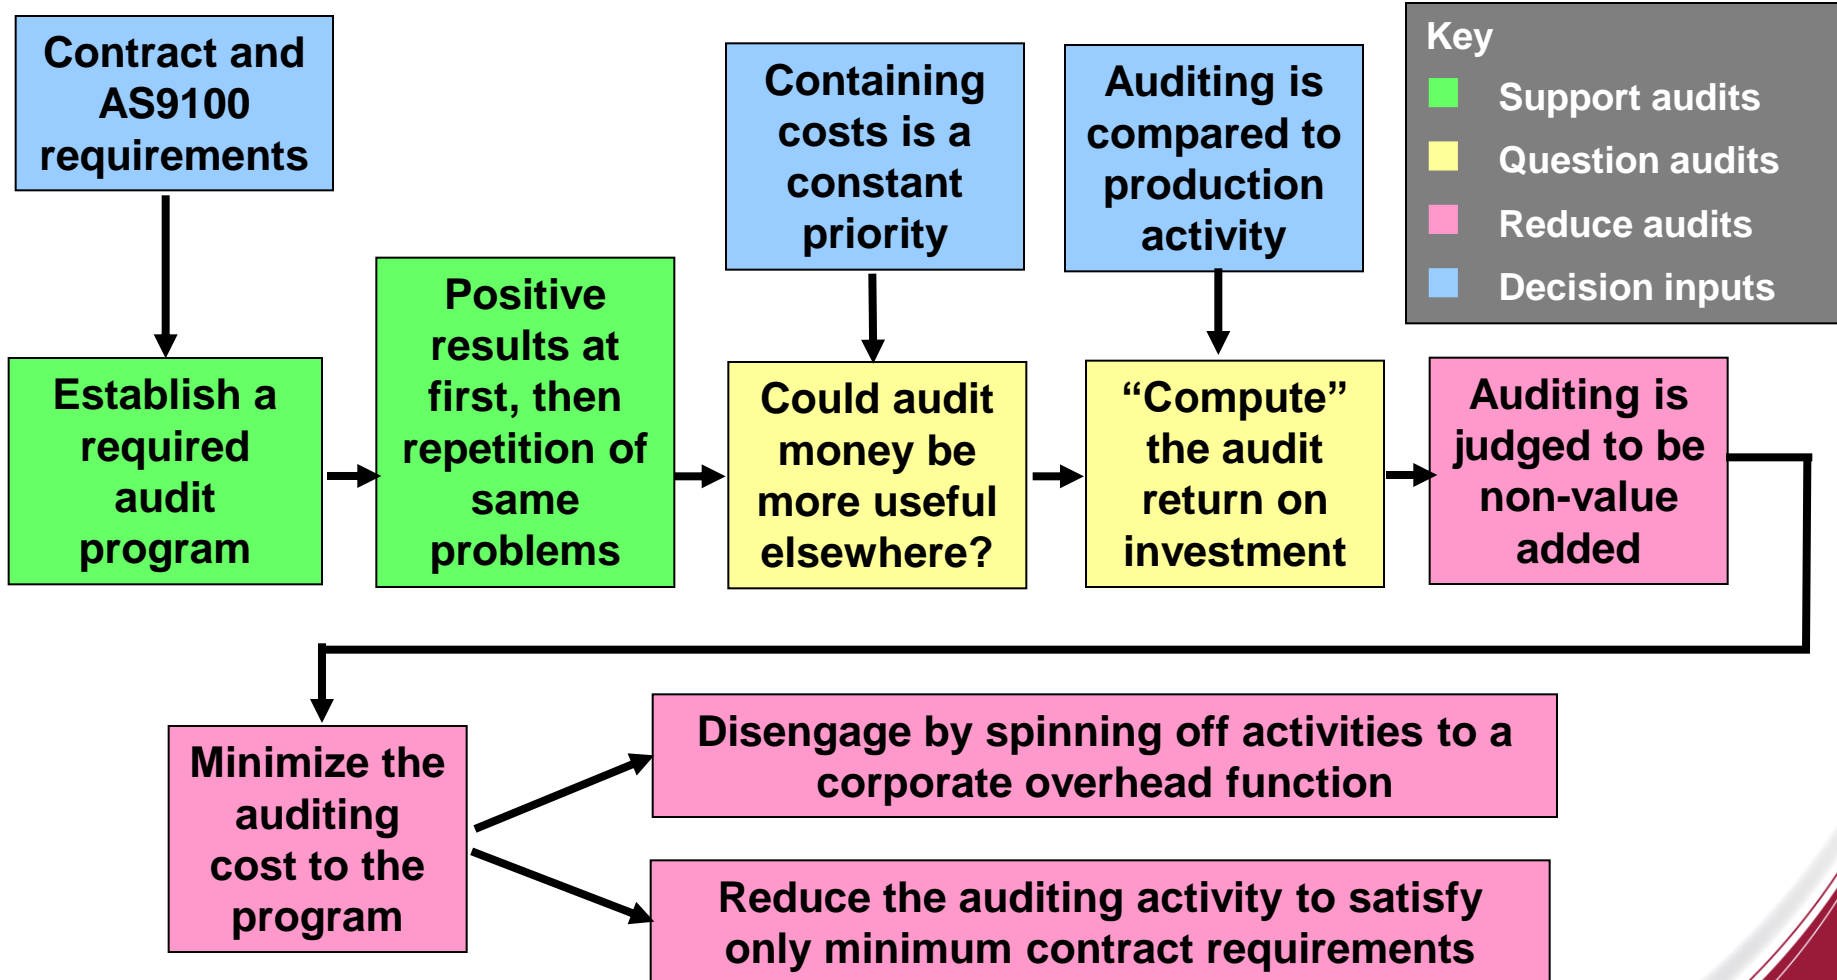 Contract and
AS9100
requirements
Containing
costs is a
constant
priority
Auditing is
compared to
production
activity
Key
Support audits
Question audits
Reduce audits
Decision inputs
Establish a
required
audit
program
Positive
results at
first, then
repetition of
same
problems
Could audit
money be
more useful
elsewhere?
“Compute”
the audit
return on
investment
Auditing is
judged to be
non-value
added
Minimize the
auditing
cost to the
program
Disengage by spinning off activities to a
corporate overhead function
Reduce the auditing activity to satisfy
only minimum contract requirements